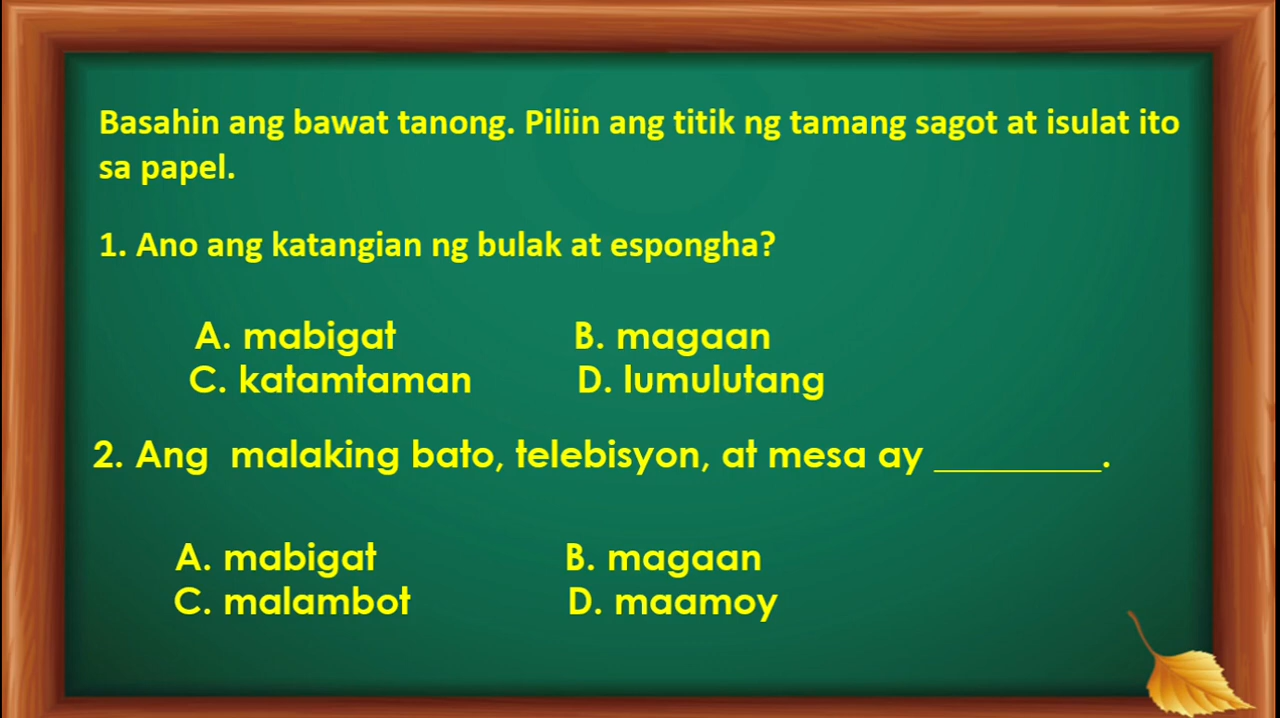 Basahin ang bawat tanong. Piliin ang titik ng tamang sagot at isulat ito
sa papel.
1. Ano ang katangian ng bulak at espongha?
A. mabigat B. magaan
C. katamtaman D. lumulutang
2. Ang malaking bato, telebisyon, at mesa ay _________.
A. mabigat B. magaan
C. malambot D. maamoy